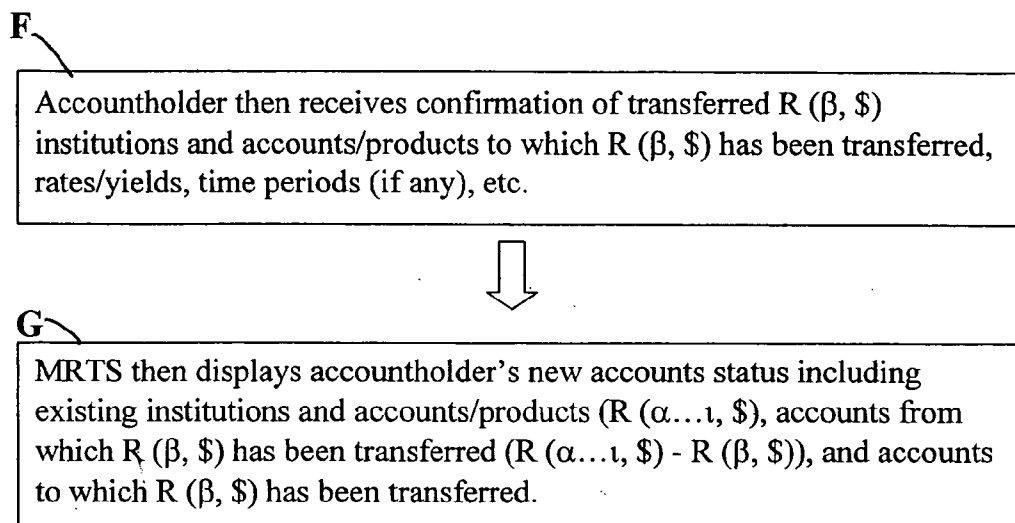 F
Accountholder then receives confirmation of transferred R (β, $)
institutions and accounts/products to which R (β, $) has been transferred,
rates/yields, time periods (if any), etc.
G
MRTS then displays accountholder's new accounts status including
existing institutions and accounts/products (R (α...ι, $), accounts from
which R (β, $) has been transferred (R (α...ι, $) - R (β, $)), and accounts
to which R (β, $) has been transferred.